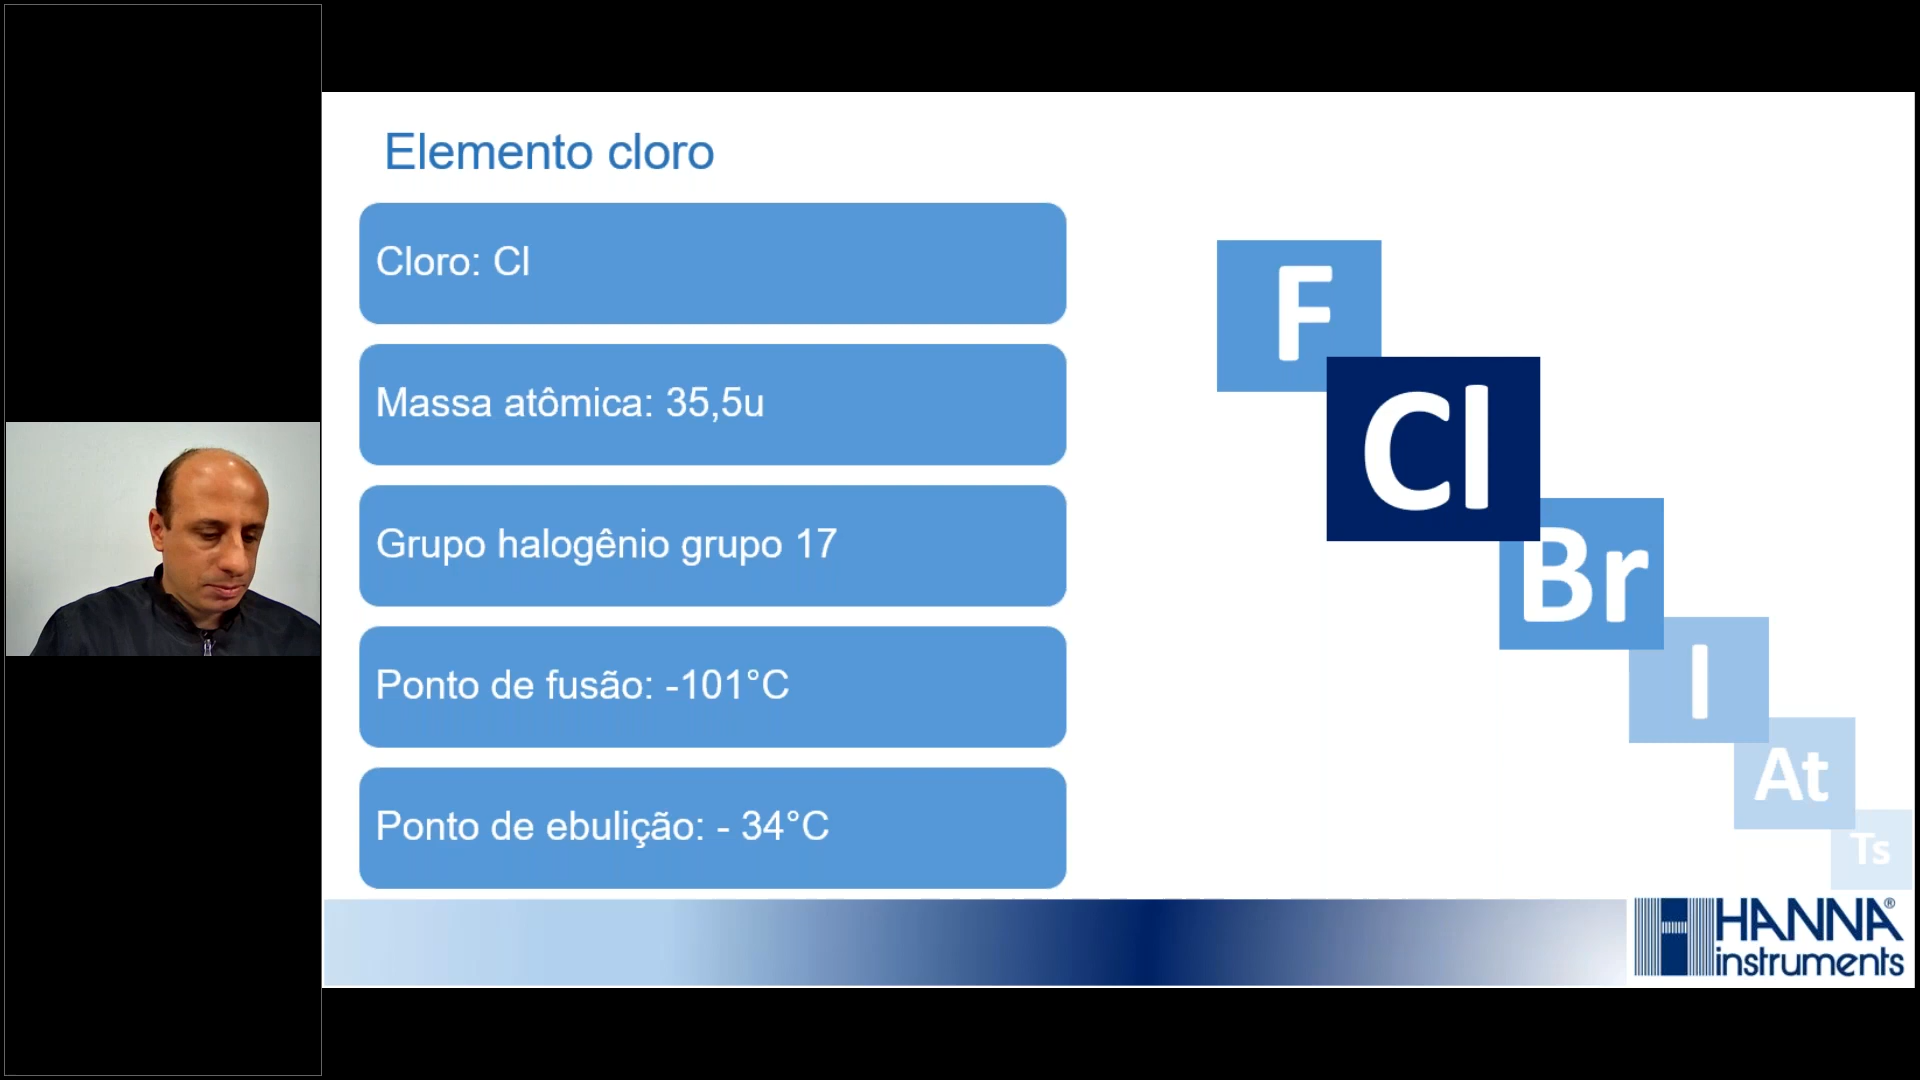 Elemento cloro
Cloro: Cl
Massa atômica: 35,5u
Grupo halogênio grupo 17
Ponto de fusão: -101°C
Ponto de ebulição: - 34°C
F
Cl
Br
I
At
Ts
HANNA®
instruments